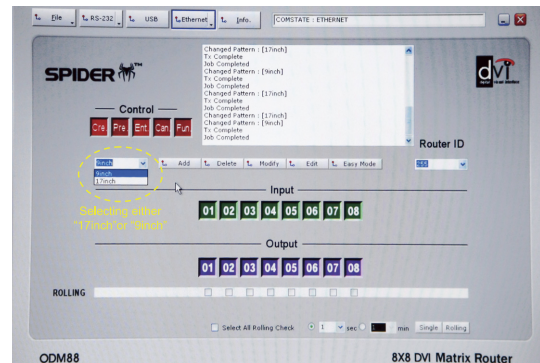 File RS-232 USB Ethernet Info. COMSTATE : ETHERNET
Changed Pattern : [17inch]
Tx Complete
Job Completed
Changed Pattern : [9inch]
Tx Complete
Job Completed
Changed Pattern : [17inch]
Tx Complete
Job Completed
Changed Pattern : [9inch]
Tx Complete
Job Completed
SPIDER TM
dvi
Control
Cre. Pre. Ent Can Fun.
Router ID
9inch
Add Delete Modify Edit Easy Mode
255
9inch
17inch
Selecting either
"17inch" or "9inch"
Input
01 02 03 04 05 06 07 08
Output
01 02 03 04 05 06 07 08
ROLLING
Select All Rolling Check 1 sec 1 min Single Rolling
ODM88
8X8 DVI Matrix Router